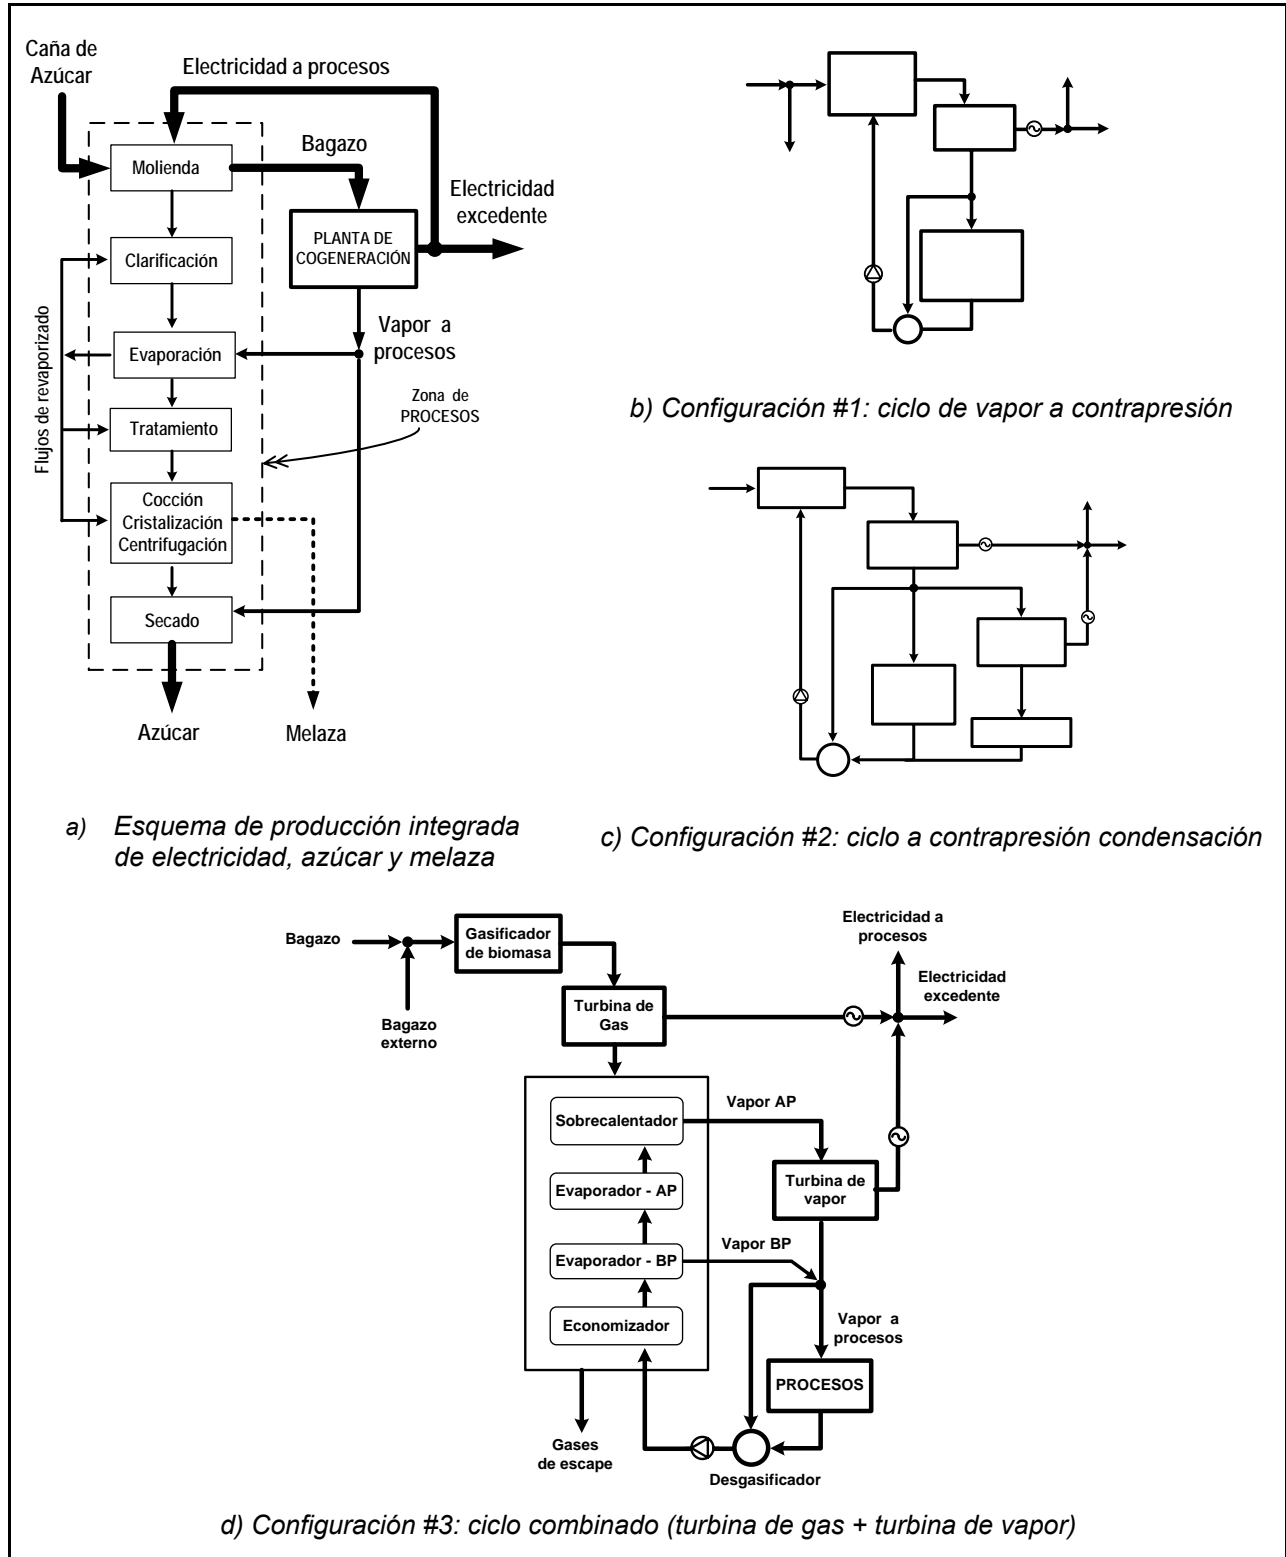 Caña de
Azúcar
Electricidad a procesos
Bagazo
Molienda
Electricidad
excedente
PLANTA DE
COGENERACIÓN
Clarificación
Flujos de revaporizado
Vapor a
procesos
Evaporación
Zona de
PROCESOS
Tratamiento
Cocción
Cristalización
Centrifugación
Secado
Azúcar
Melaza
a) Esquema de producción integrada
de electricidad, azúcar y melaza
b) Configuración #1: ciclo de vapor a contrapresión
c) Configuración #2: ciclo a contrapresión condensación
Bagazo
Gasificador
de biomasa
Electricidad a
procesos
Electricidad
excedente
Bagazo
externo
Turbina de
Gas
Sobrecalentador
Vapor AP
Evaporador - AP
Turbina de
vapor
Evaporador - BP
Vapor BP
Economizador
Vapor a
procesos
PROCESOS
Gases
de escape
Desgasificador
d) Configuración #3: ciclo combinado (turbina de gas + turbina de vapor)